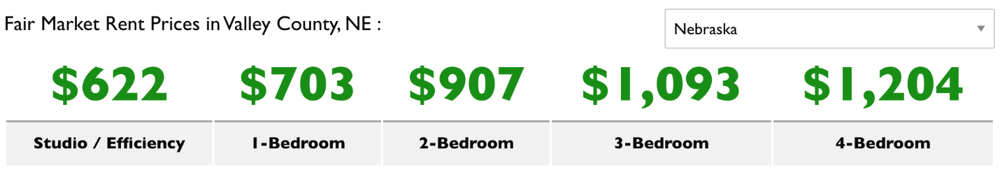 Fair Market Rent Prices in Valley County, NE :
Nebraska
$622 $703 $907 $1,093 $1,204
Studio / Efficiency 1-Bedroom 2-Bedroom 3-Bedroom 4-Bedroom